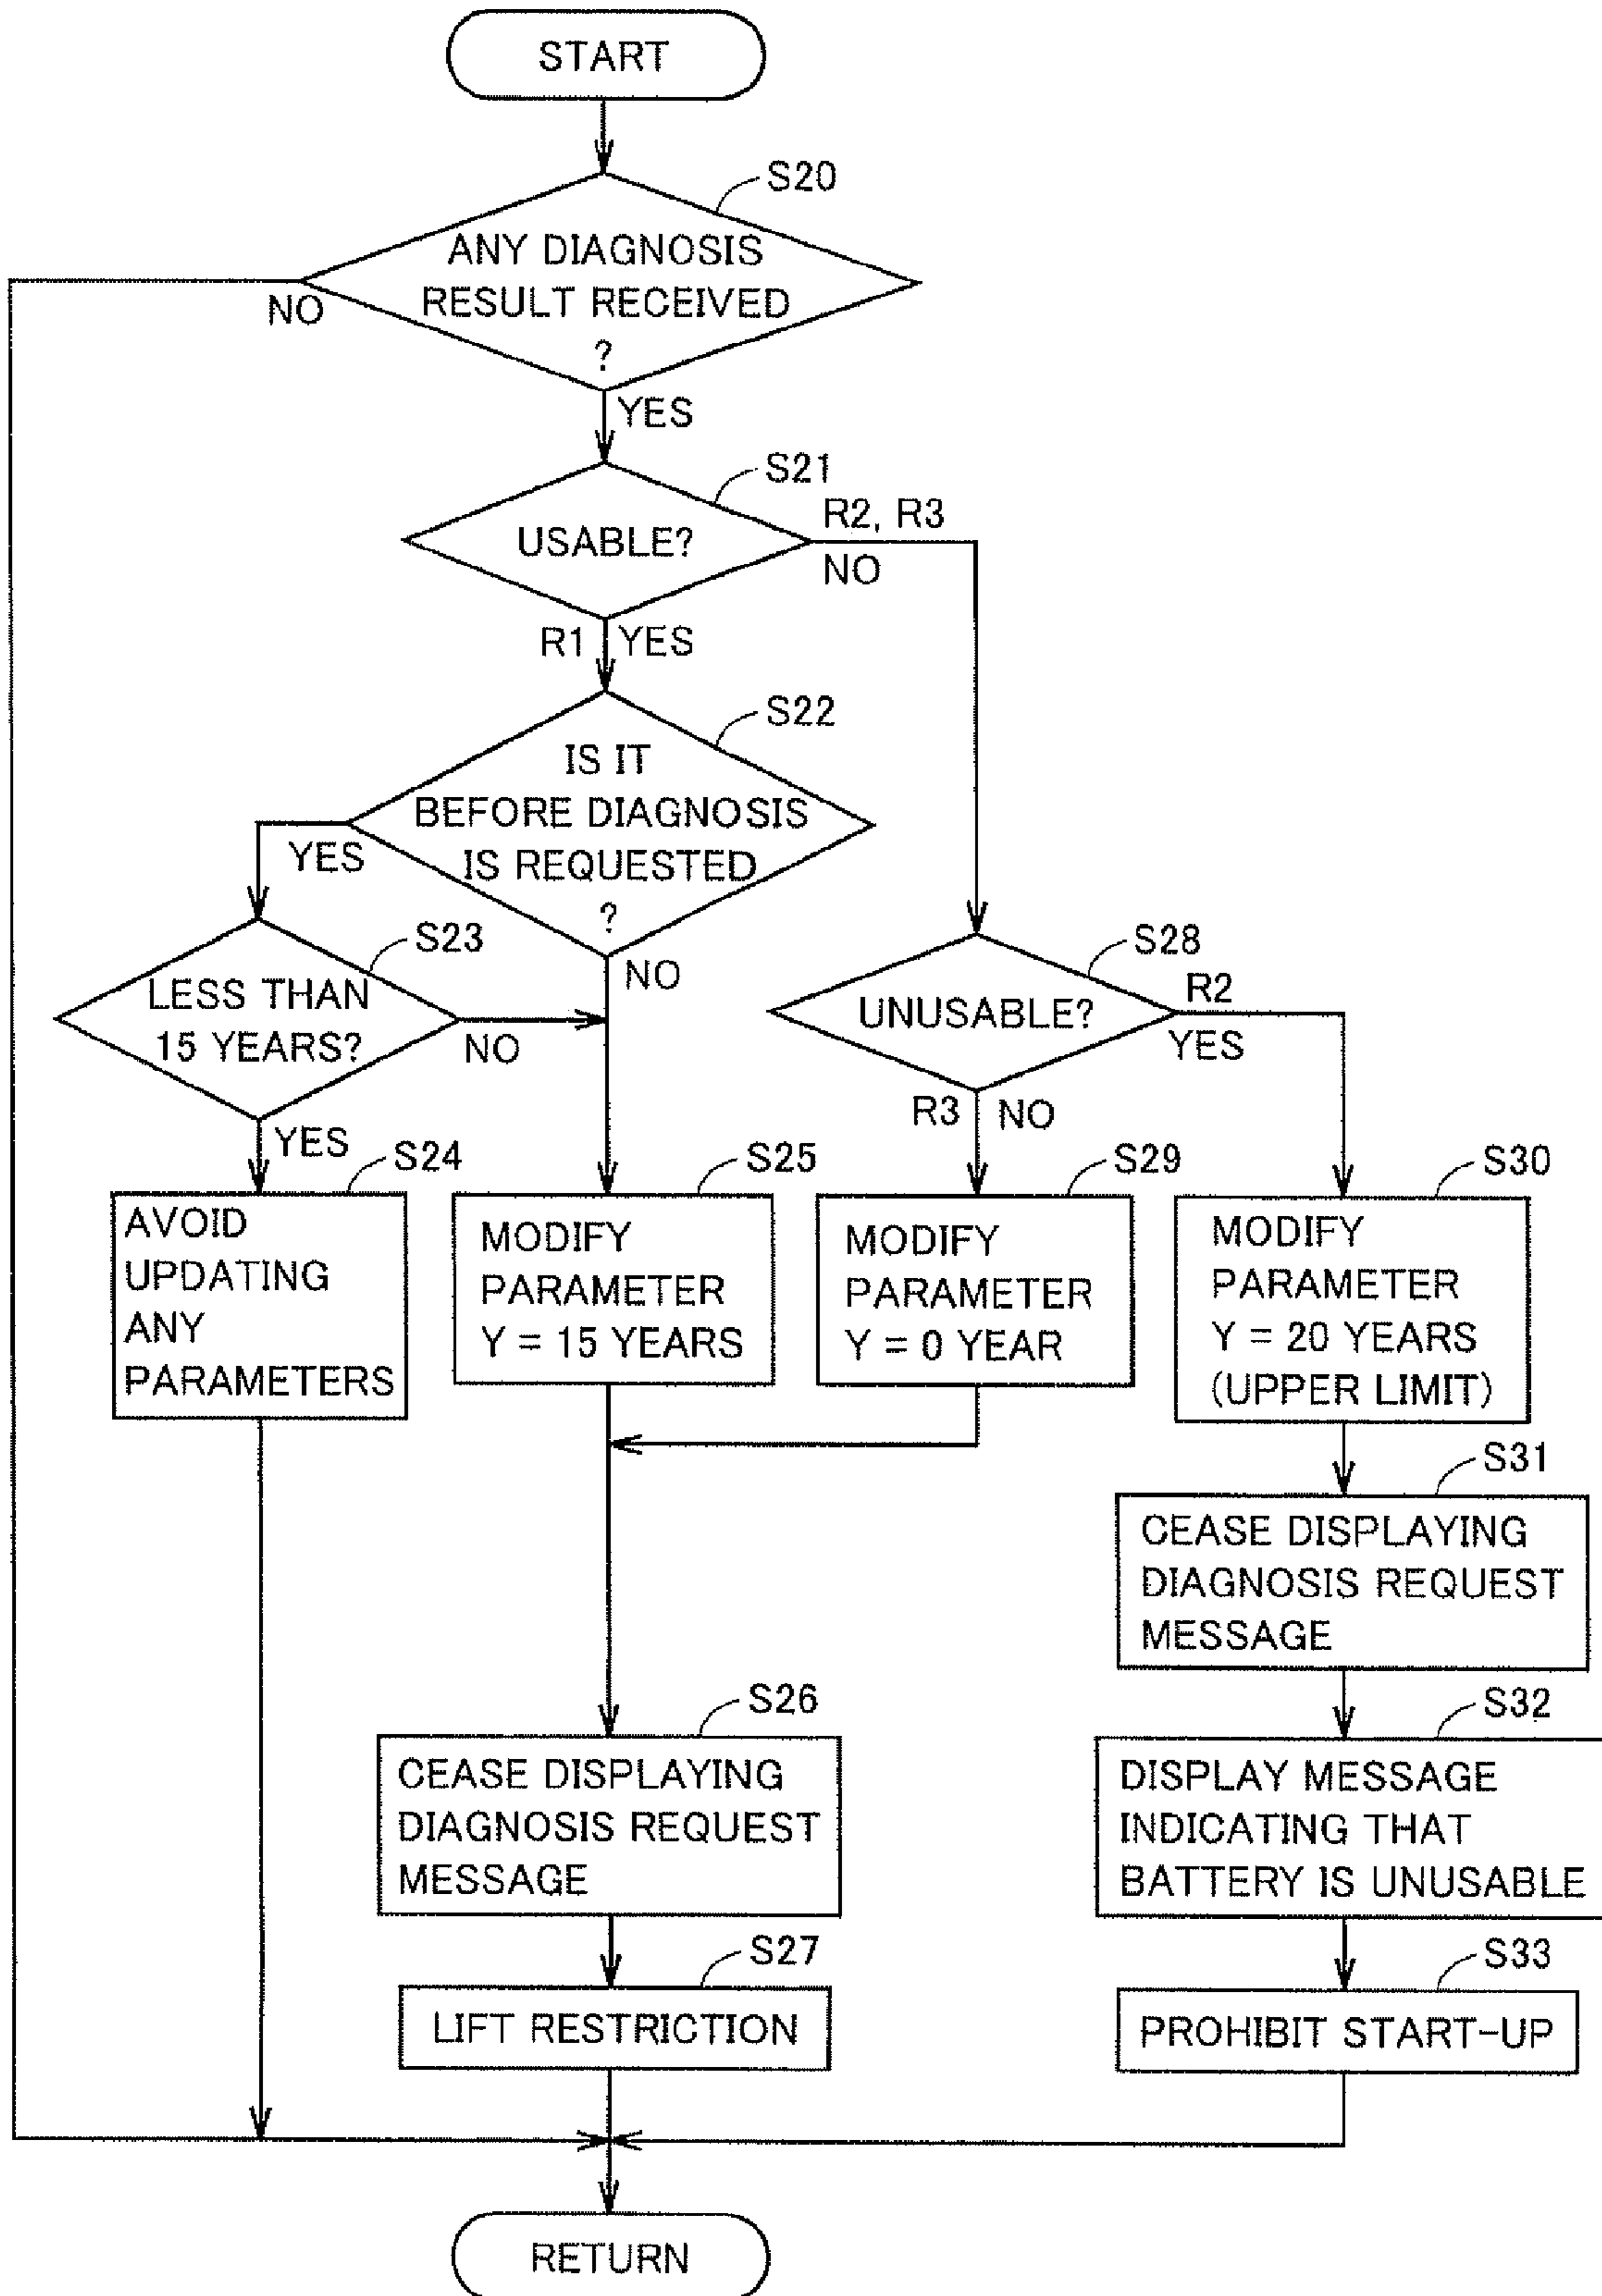 START
S20
ANY DIAGNOSIS
RESULT RECEIVED
?
NO
YES
S21
USABLE?
R2, R3
NO
R1 YES
S22
IS IT
BEFORE DIAGNOSIS
IS REQUESTED
?
YES
NO
S23
LESS THAN
15 YEARS?
NO
YES
S28
UNUSABLE?
R2
YES
R3 NO
S24
AVOID
UPDATING
ANY
PARAMETERS
S25
MODIFY
PARAMETER
Y = 15 YEARS
S29
MODIFY
PARAMETER
Y = 0 YEAR
S30
MODIFY
PARAMETER
Y = 20 YEARS
(UPPER LIMIT)
S31
CEASE DISPLAYING
DIAGNOSIS REQUEST
MESSAGE
S26
CEASE DISPLAYING
DIAGNOSIS REQUEST
MESSAGE
S32
DISPLAY MESSAGE
INDICATING THAT
BATTERY IS UNUSABLE
S27
LIFT RESTRICTION
S33
PROHIBIT START-UP
RETURN